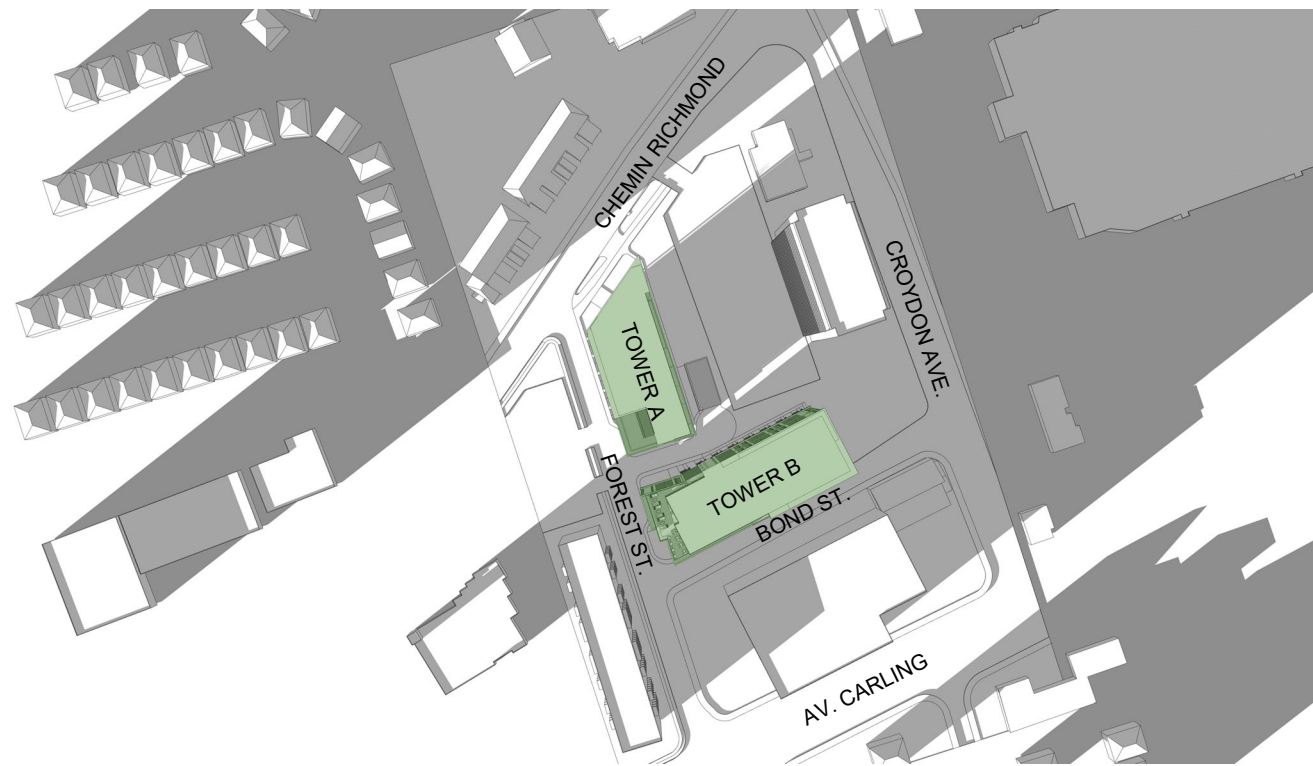 CHEMIN RICHMOND
CROYDON AVE.
TOWER A
TOWER B
FOREST ST.
BOND ST.
AV. CARLING